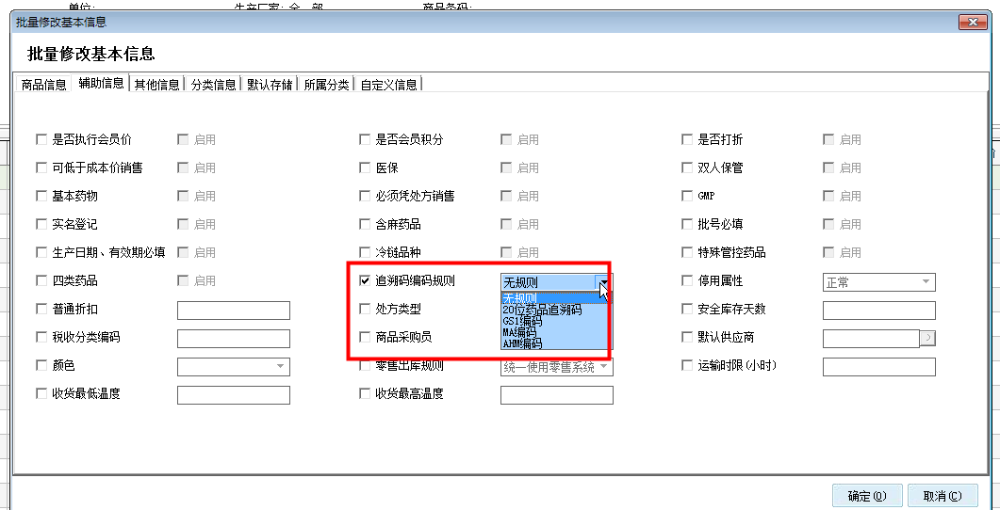 单位: 生产厂家: 全 部 商品条码:
批量修改基本信息
批量修改基本信息
商品信息 辅助信息 其他信息 分类信息 默认存储 所属分类 自定义信息
是否执行会员价 启用 是否会员积分 启用 是否打折 启用
可低于成本价销售 启用 医保 启用 双人保管 启用
基本药物 启用 必须凭处方销售 启用 GMP 启用
实名登记 启用 含麻药品 启用 批号必填 启用
生产日期、有效期必填 启用 冷链品种 启用 特殊管控药品 启用
四类药品 启用 追溯码编码规则 无规则 停用属性 正常
无规则
普通折扣 处方类型 20位药品追溯码 安全库存天数
GS1编码
税收分类编码 商品采购员 MA编码 默认供应商
AHM编码
颜色 零售出库规则 统一使用零售系统 运输时限(小时)
收货最低温度 收货最高温度
确定(O) 取消(C)